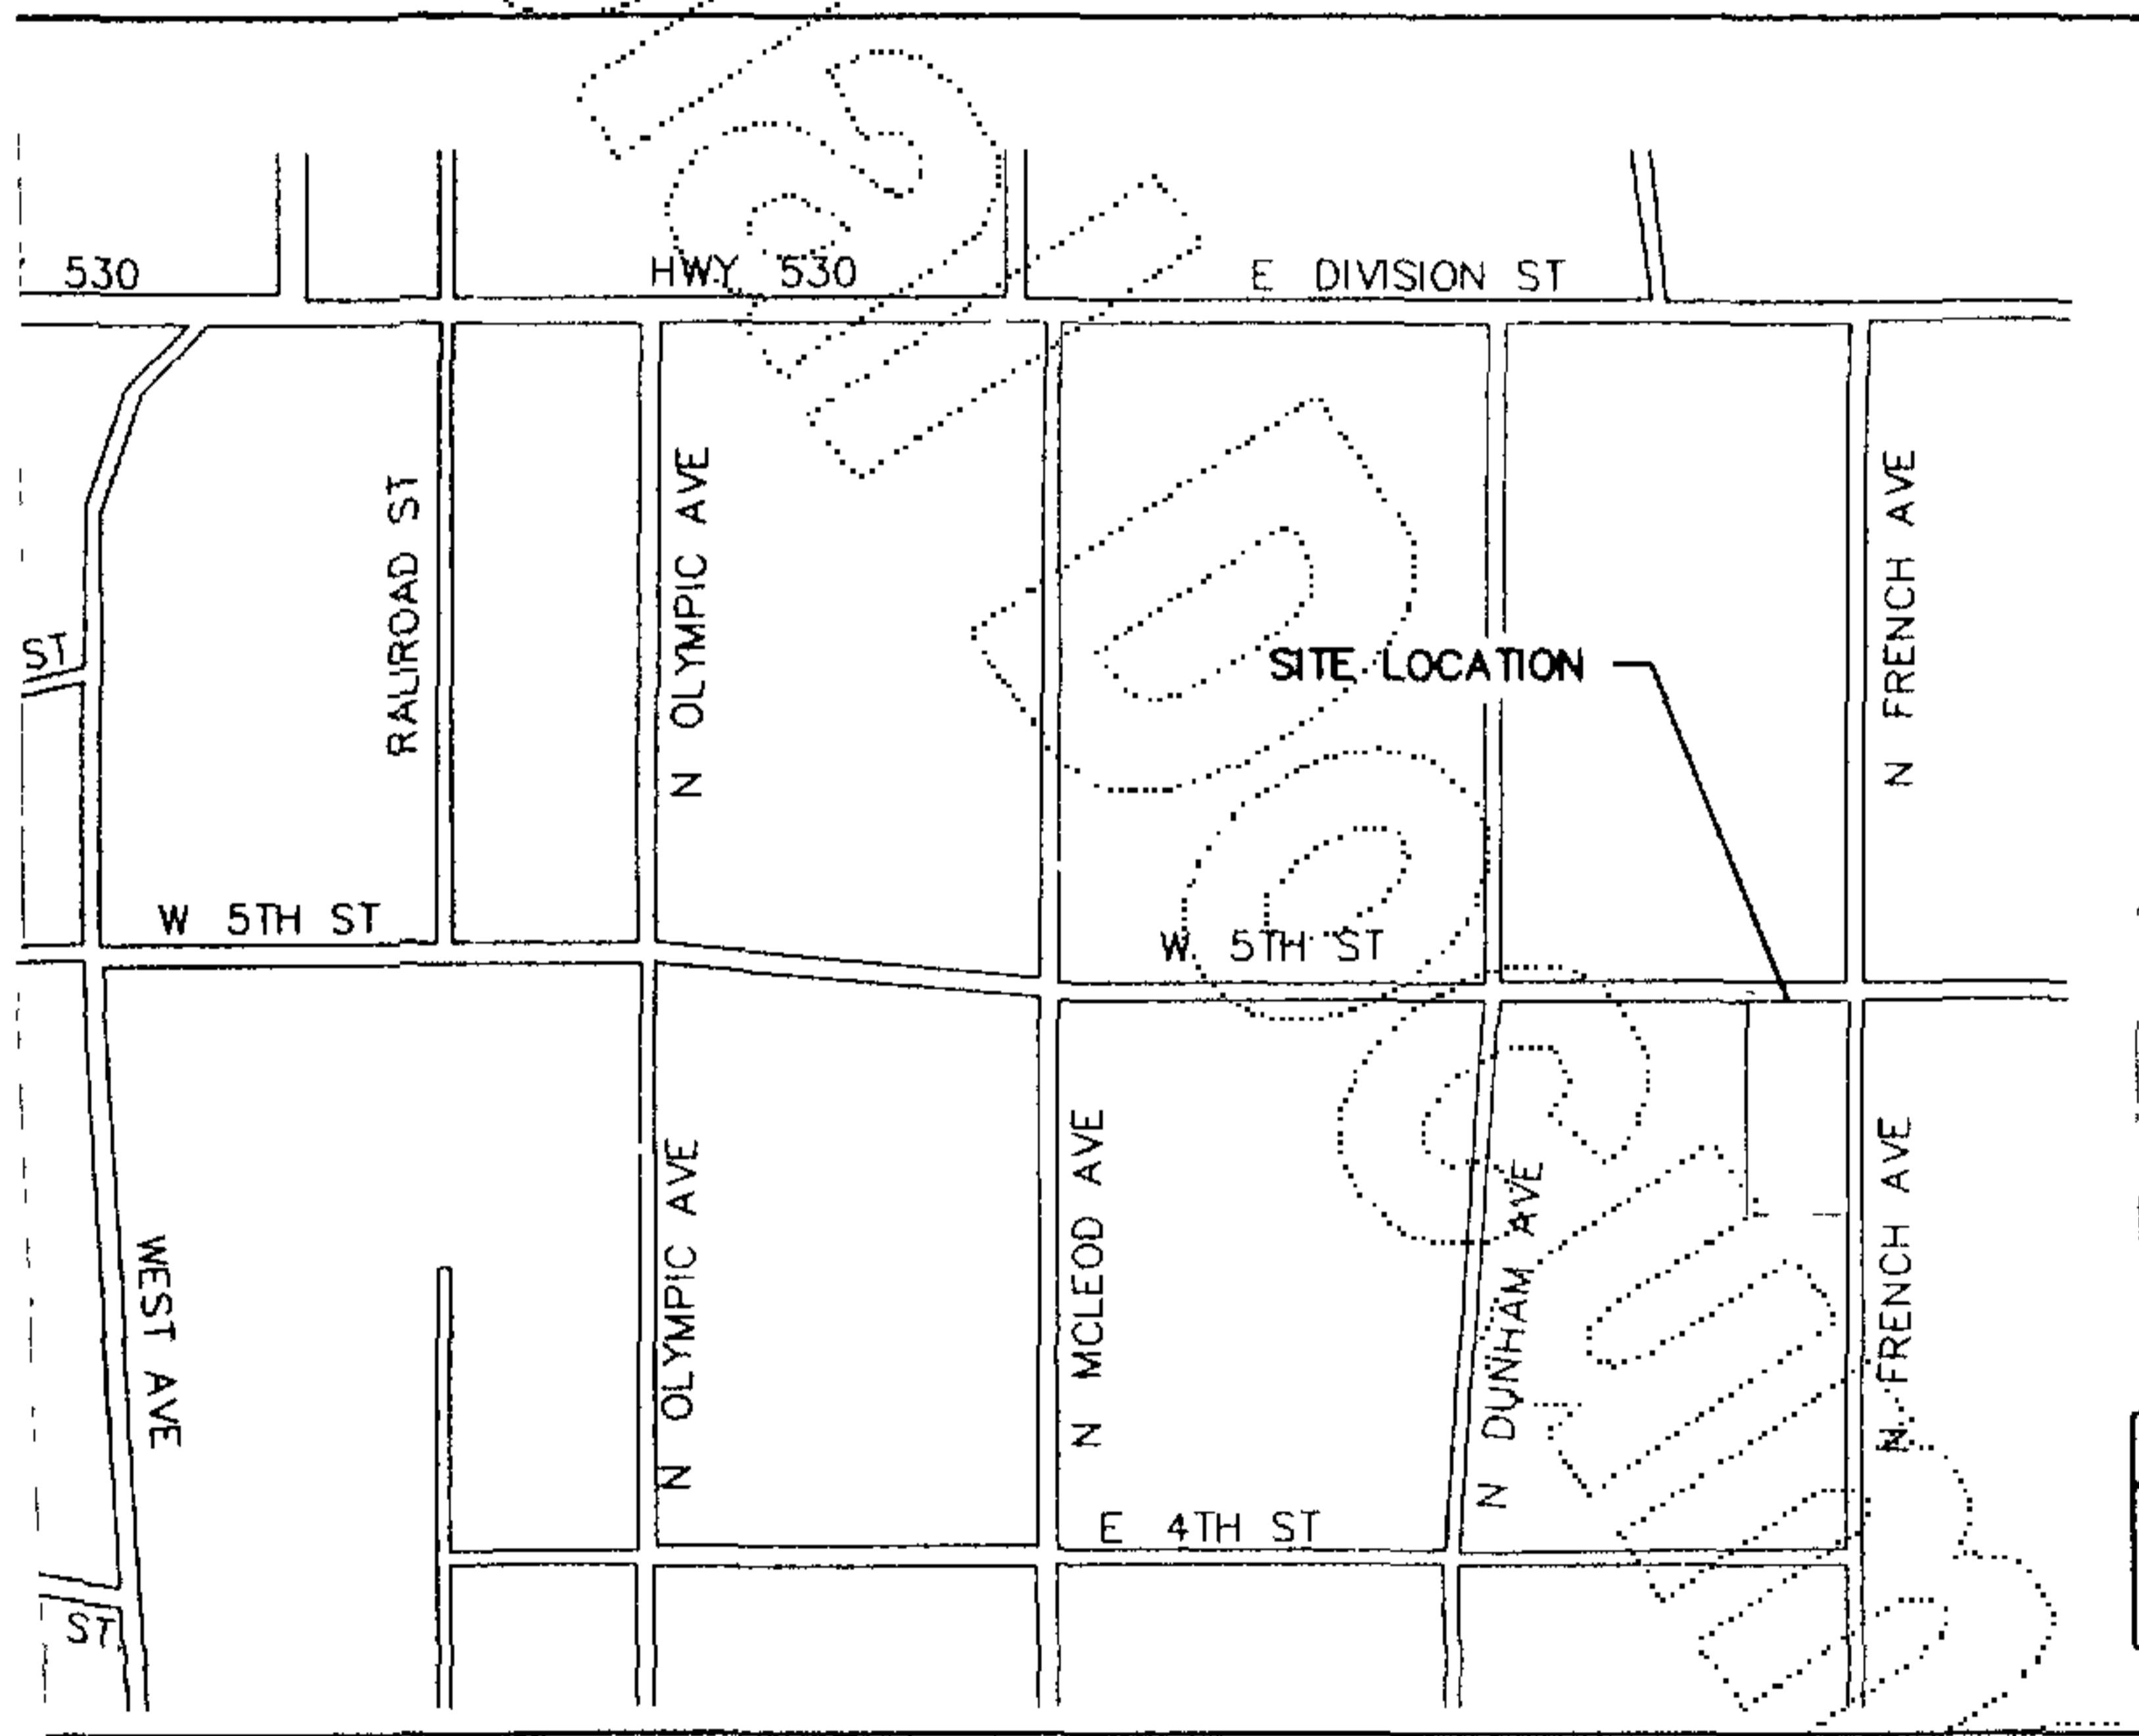 530
HWY 530
E DIVISION ST
RAILROAD ST
N OLYMPIC AVE
N FRENCH AVE
ST
SITE LOCATION
W 5TH ST
W 5TH ST
WEST AVE
N OLYMPIC AVE
N MCLEOD AVE
N DUNHAM AVE
N FRENCH AVE
E 4TH ST
ST